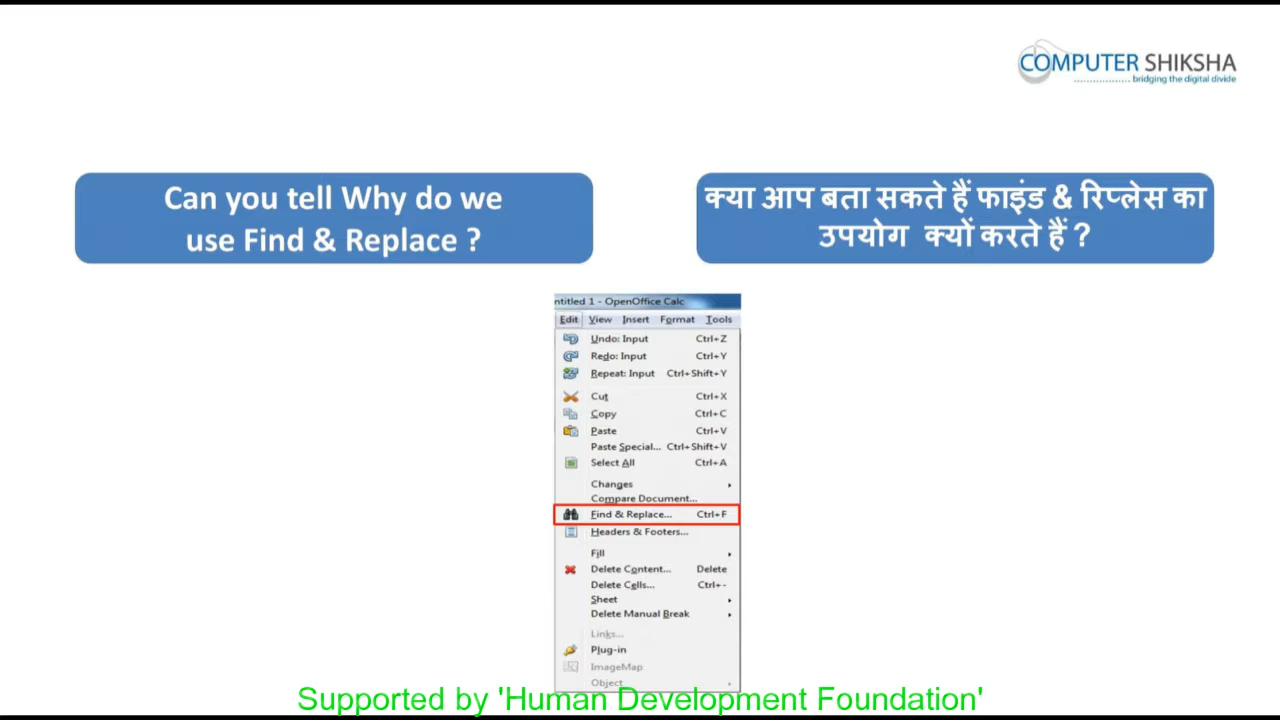 COMPUTER SHIKSHA
bridging the digital divide
Can you tell Why do we
use Find & Replace ?
क्या आप बता सकते हैं फाइंड & रिप्लेस का
उपयोग क्यों करते हैं ?
ntitled 1 - OpenOffice Calc
Edit View Insert Format Tools
Undo: Input Ctrl+Z
Redo: Input Ctrl+Y
Repeat: Input Ctrl+Shift+Y
Cut Ctrl+X
Copy Ctrl+C
Paste Ctrl+V
Paste Special... Ctrl+Shift+V
Select All Ctrl+A
Changes
Compare Document...
Find & Replace... Ctrl+F
Headers & Footers...
Fill
Delete Content... Delete
Delete Cells... Ctrl+-
Sheet
Delete Manual Break
Links...
Plug-in
ImageMap
Object
Supported by 'Human Development Foundation'